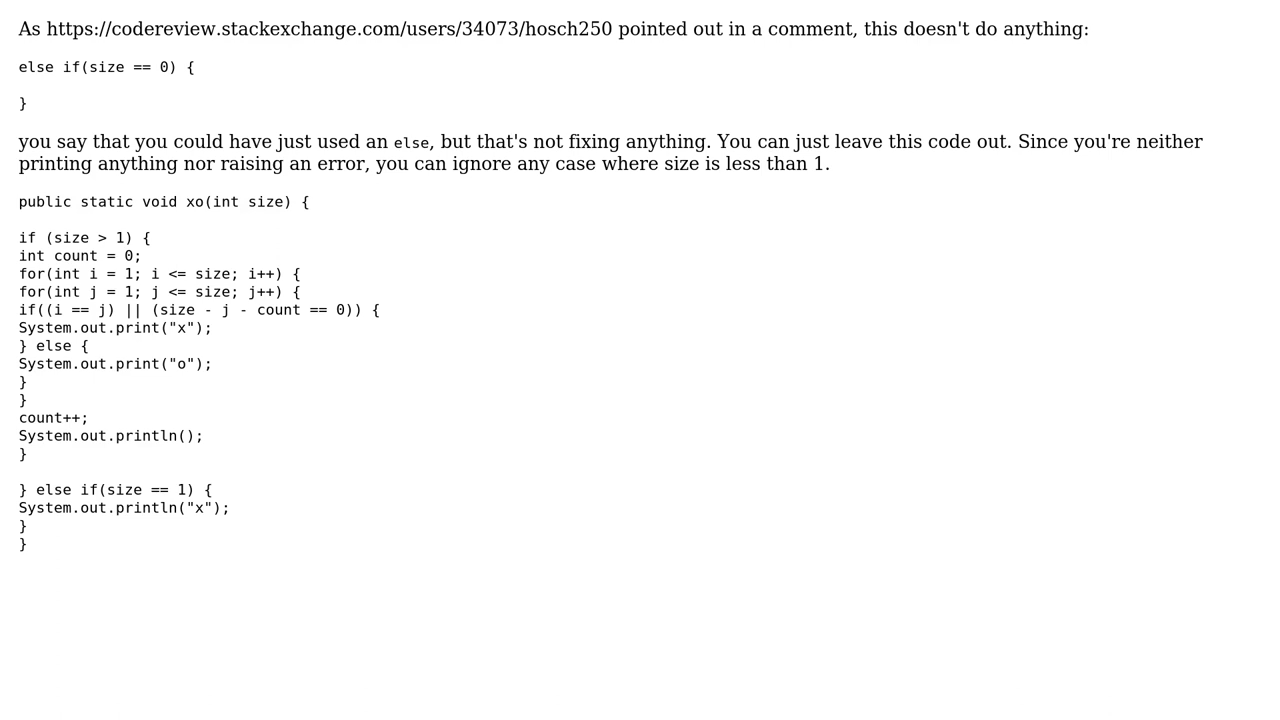 As https://codereview.stackexchange.com/users/34073/hosch250 pointed out in a comment, this doesn't do anything:
else if(size == 0) {
}
you say that you could have just used an else, but that's not fixing anything. You can just leave this code out. Since you're neither
printing anything nor raising an error, you can ignore any case where size is less than 1.
public static void xo(int size) {
if (size > 1) {
int count = 0;
for(int i = 1; i <= size; i++) {
for(int j = 1; j <= size; j++) {
if((i == j) || (size - j - count == 0)) {
System.out.print("x");
} else {
System.out.print("o");
}
}
count++;
System.out.println();
}
} else if(size == 1) {
System.out.println("x");
}
}